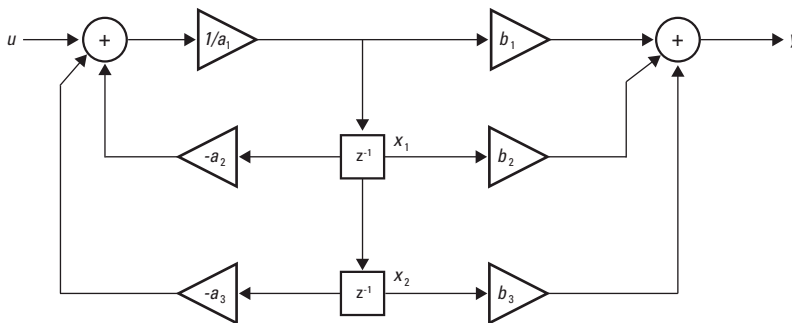 u + 1/a₁ b₁ + y
-a₂ z⁻¹ x₁ b₂
-a₃ z⁻¹ x₂ b₃